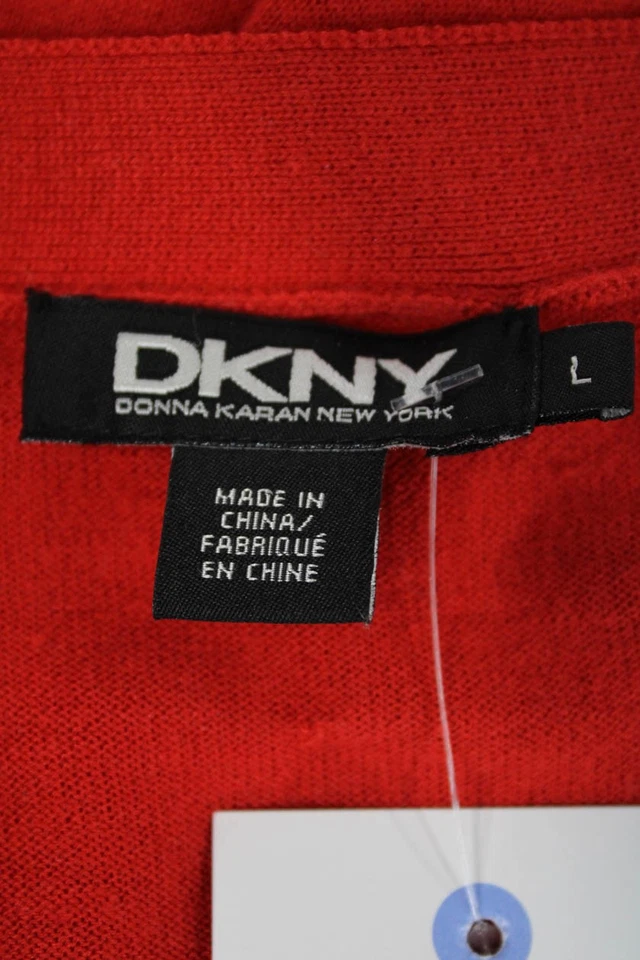 DKNY
DONNA KARAN NEW YORK
L
MADE IN
CHINA/
FABRIQUÉ
EN CHINE